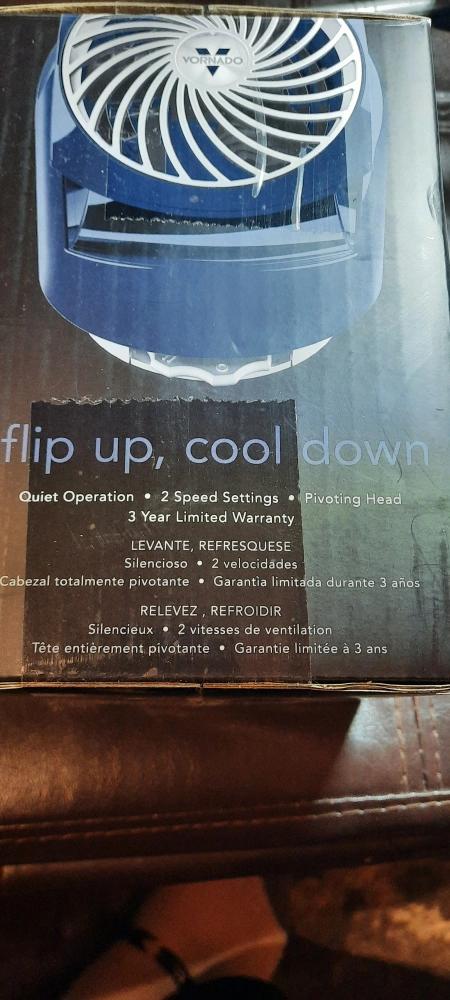 VORNADO
flip up, cool down
Quiet Operation • 2 Speed Settings • Pivoting Head
3 Year Limited Warranty
LEVANTE, REFRESQUESE
Silencioso • 2 velocidades
Cabezal totalmente pivotante • Garantìa limitada durante 3 años
RELEVEZ , REFROIDIR
Silencieux • 2 vitesses de ventilation
Tête entièrement pivotante • Garantie limitée à 3 ans